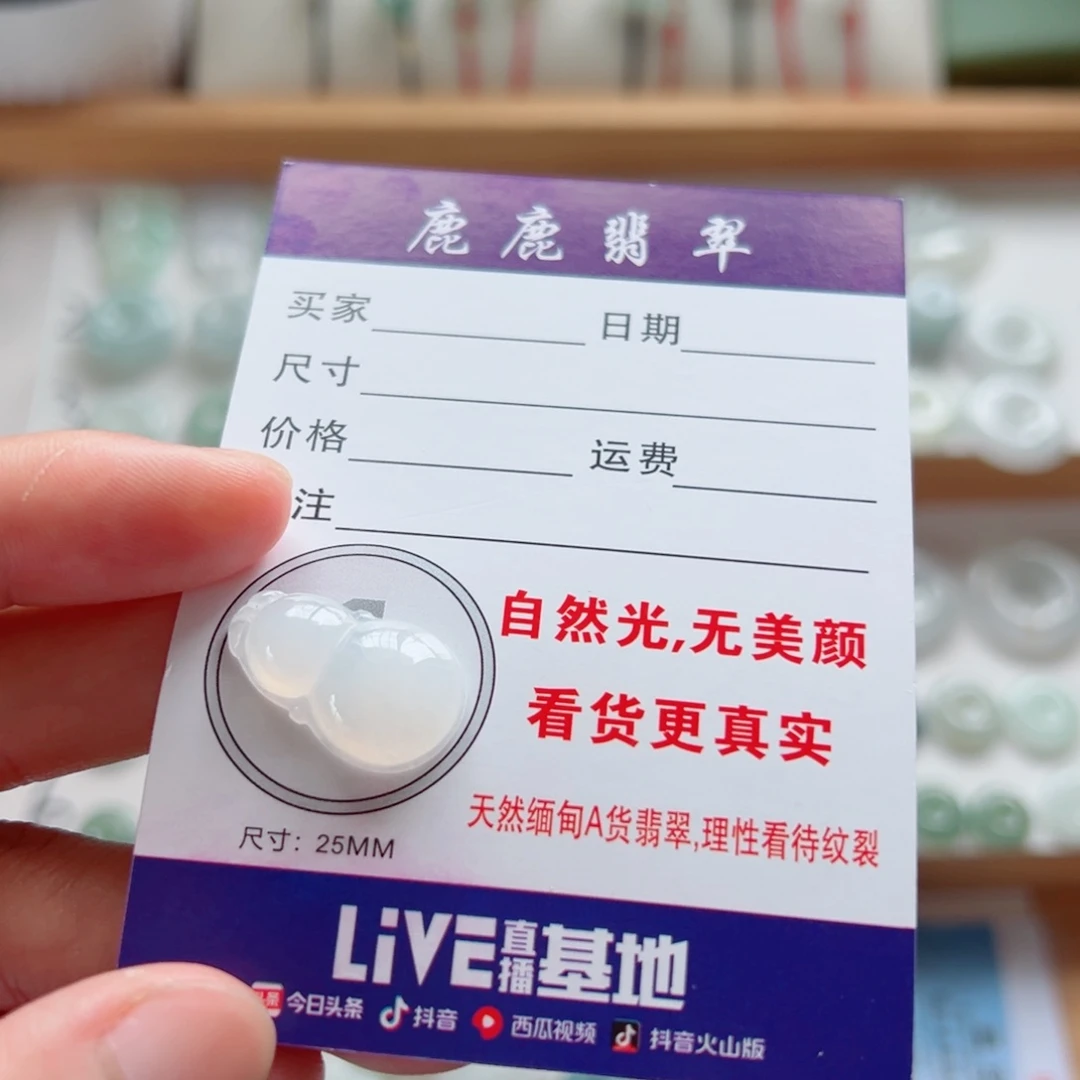 鹿鹿翡翠
买家 日期
尺寸
价格 运费
注
自然光,无美颜
看货更真实
天然缅甸A货翡翠,理性看待纹裂
尺寸: 25MM
LiVE直播基地
头条 今日头条 抖音 西瓜视频 抖音火山版